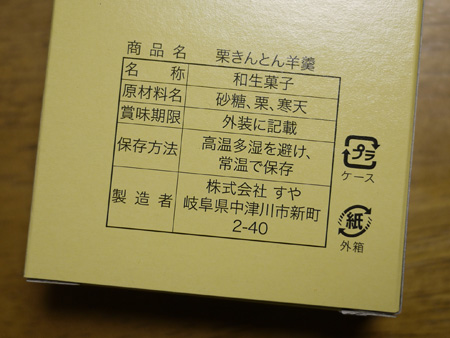 商品名 栗きんとん羊羹
名称 和生菓子
原材料名 砂糖、栗、寒天
賞味期限 外装に記載
保存方法 高温多湿を避け、
常温で保存
製造者 株式会社 すや
岐阜県中津川市新町
2-40
プラ
ケース
紙
外箱